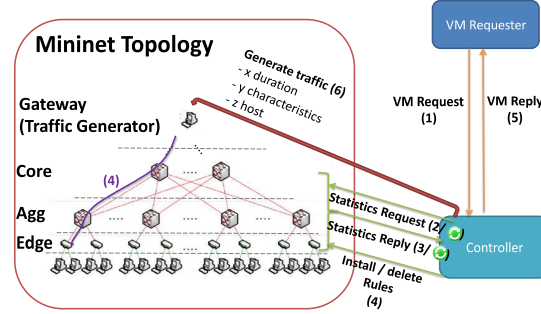 VM Requester
Mininet Topology
Generate traffic (6)
- x duration
- y characteristics
- z host
Gateway
(Traffic Generator)
VM Request
(1)
VM Reply
(5)
(4)
Core
....
Statistics Request (2/ )
Agg
.... .... ....
Statistics Reply (3/ )
Controller
Edge
Install / delete
Rules
(4)